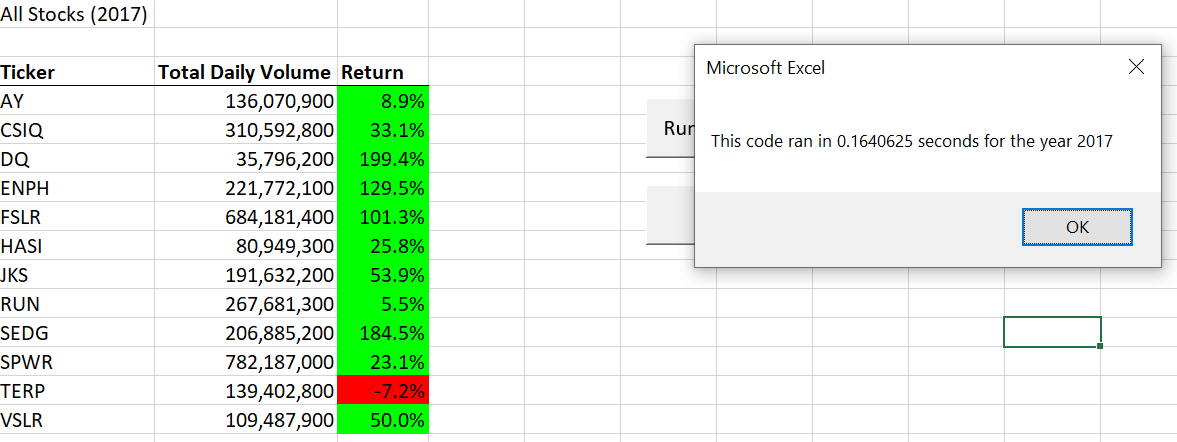 All Stocks (2017)
Ticker Total Daily Volume Return
AY 136,070,900 8.9%
CSIQ 310,592,800 33.1%
DQ 35,796,200 199.4%
ENPH 221,772,100 129.5%
FSLR 684,181,400 101.3%
HASI 80,949,300 25.8%
JKS 191,632,200 53.9%
RUN 267,681,300 5.5%
SEDG 206,885,200 184.5%
SPWR 782,187,000 23.1%
TERP 139,402,800 -7.2%
VSLR 109,487,900 50.0%
Microsoft Excel
This code ran in 0.1640625 seconds for the year 2017
OK